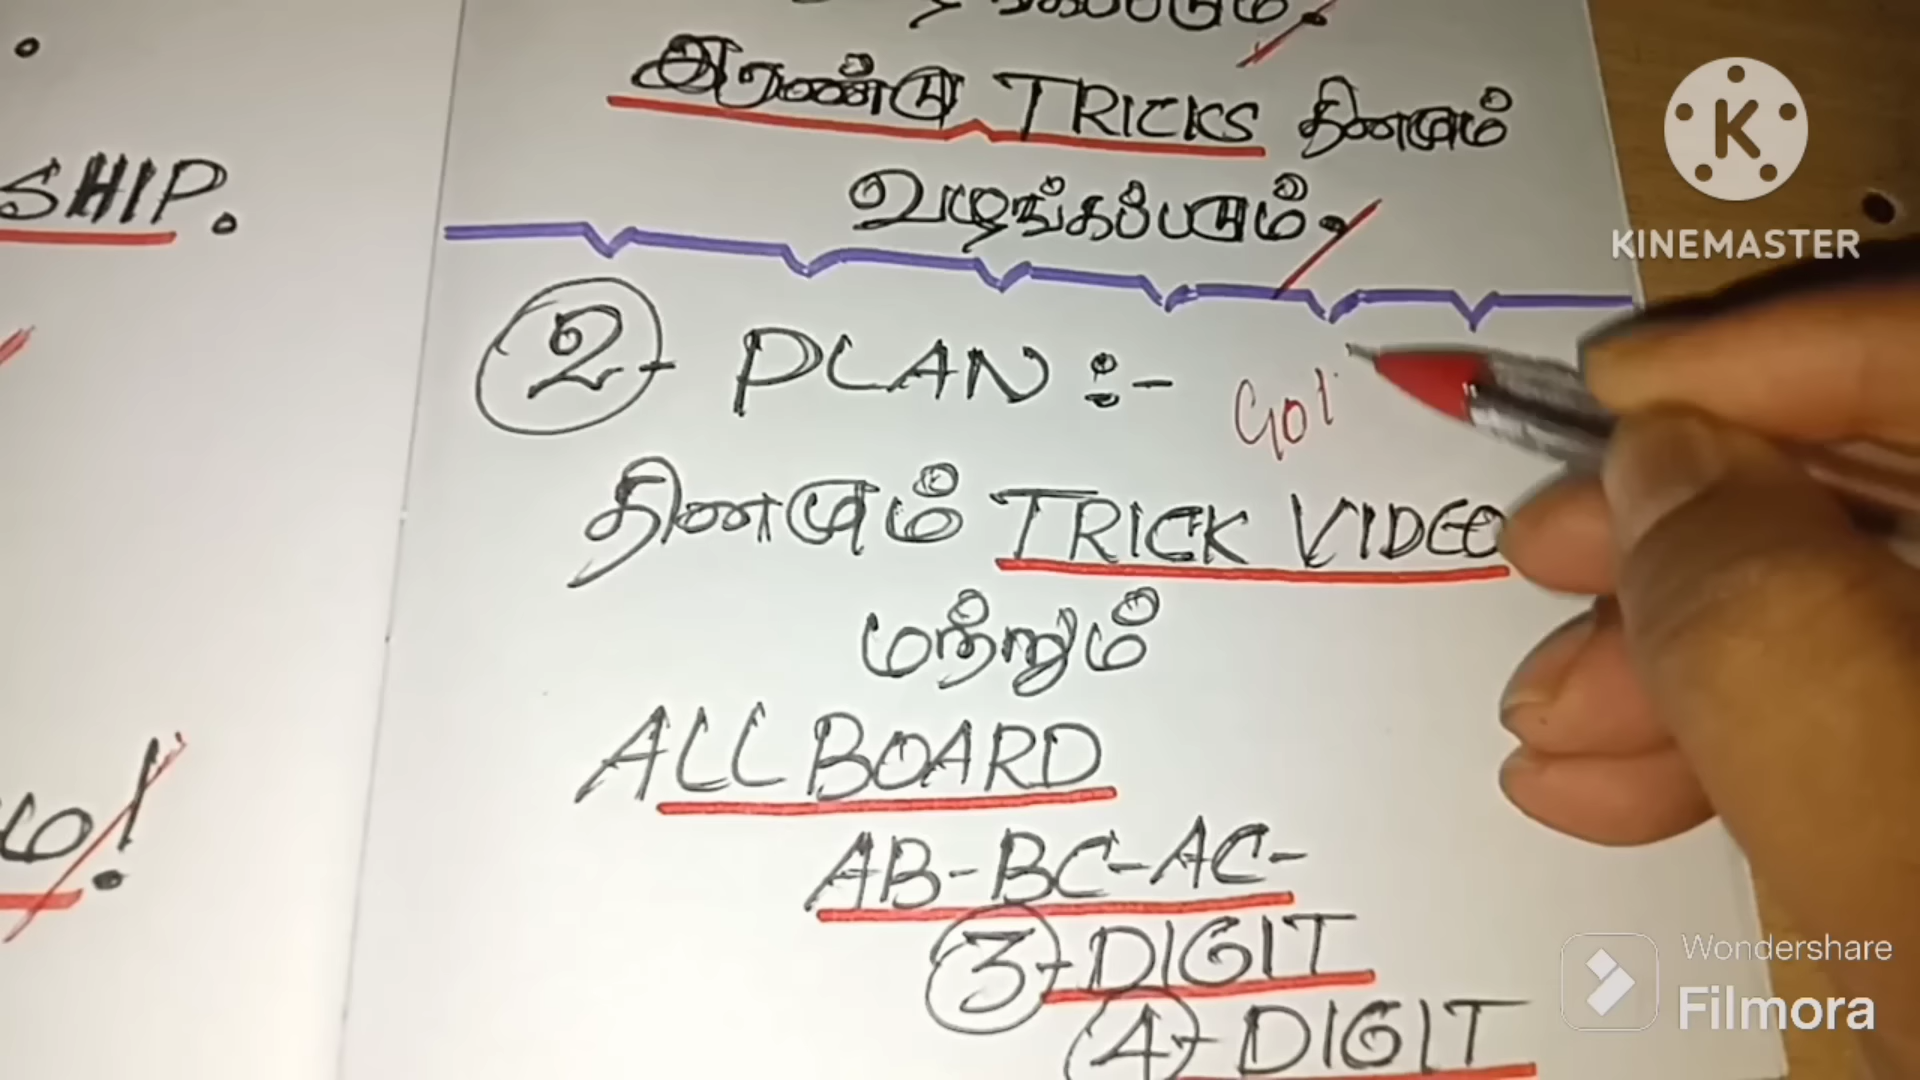 SHIP.
இரண்டு TRICKS தினமும்
வழங்கப்படும்.
2- PLAN :-
Gol
தினமும் TRICK VIDEO
மற்றும்
ALL BOARD
AB-BC-AC-
3-DIGIT
4-DIGIT
KINEMASTER
Wondershare
Filmora